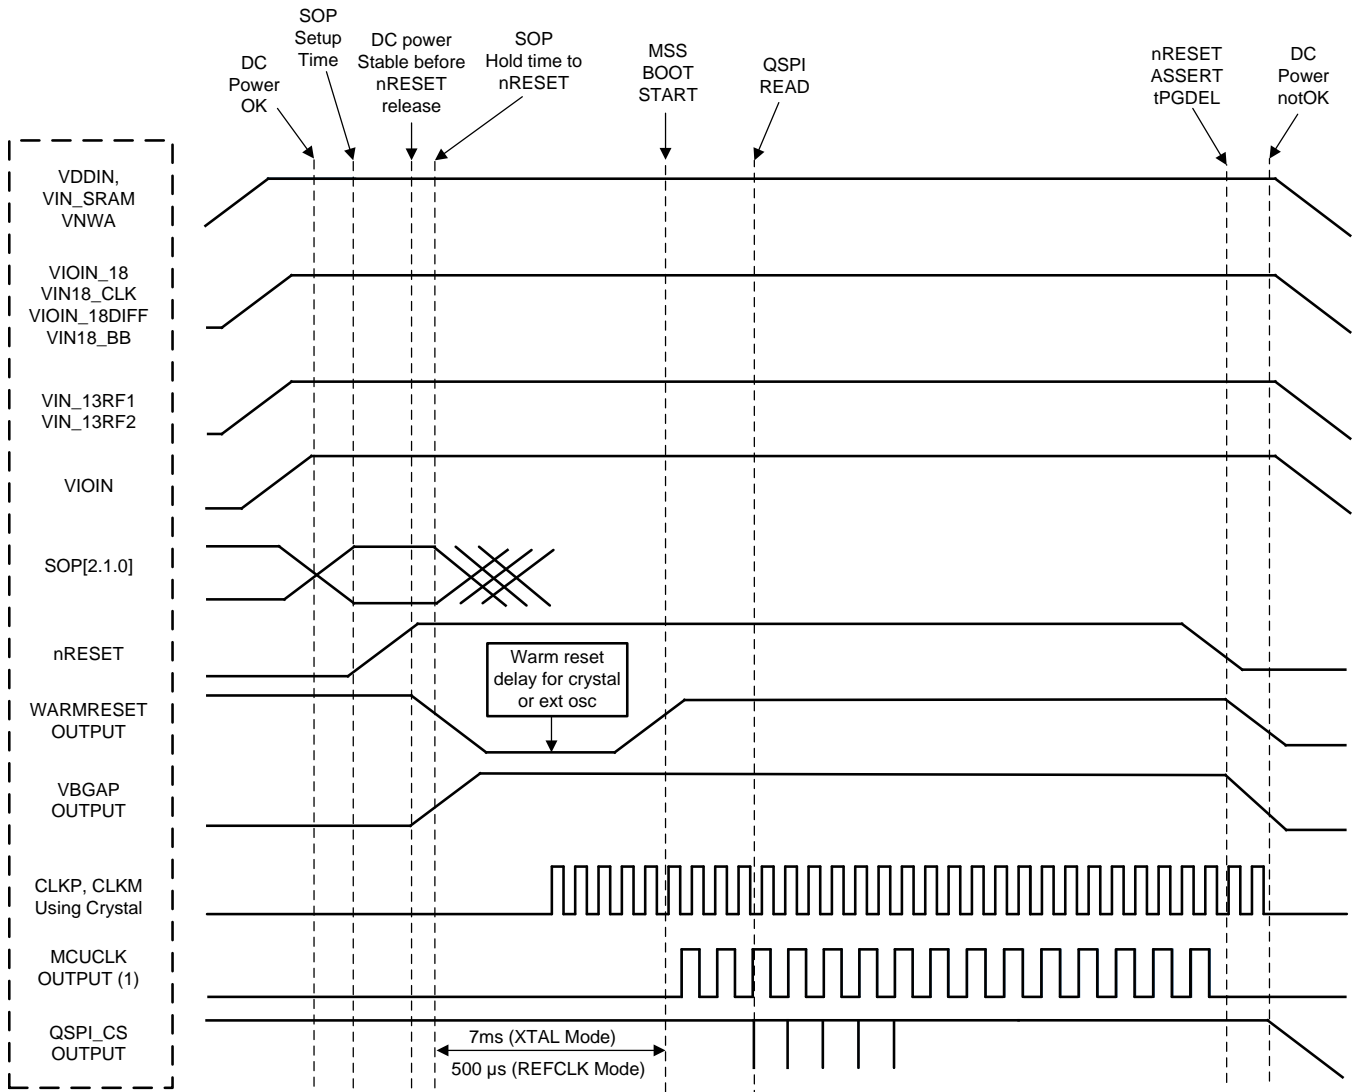 SOP
Setup
Time
DC
Power
OK
DC power
Stable before
nRESET
release
SOP
Hold time to
nRESET
MSS
BOOT
START
QSPI
READ
nRESET
ASSERT
tPGDEL
DC
Power
notOK
VDDIN,
VIN_SRAM
VNWA
VIOIN_18
VIN18_CLK
VIOIN_18DIFF
VIN18_BB
VIN_13RF1
VIN_13RF2
VIOIN
SOP[2.1.0]
nRESET
Warm reset
delay for crystal
or ext osc
WARMRESET
OUTPUT
VBGAP
OUTPUT
CLKP, CLKM
Using Crystal
MCUCLK
OUTPUT (1)
QSPI_CS
OUTPUT
7ms (XTAL Mode)
500 µs (REFCLK Mode)